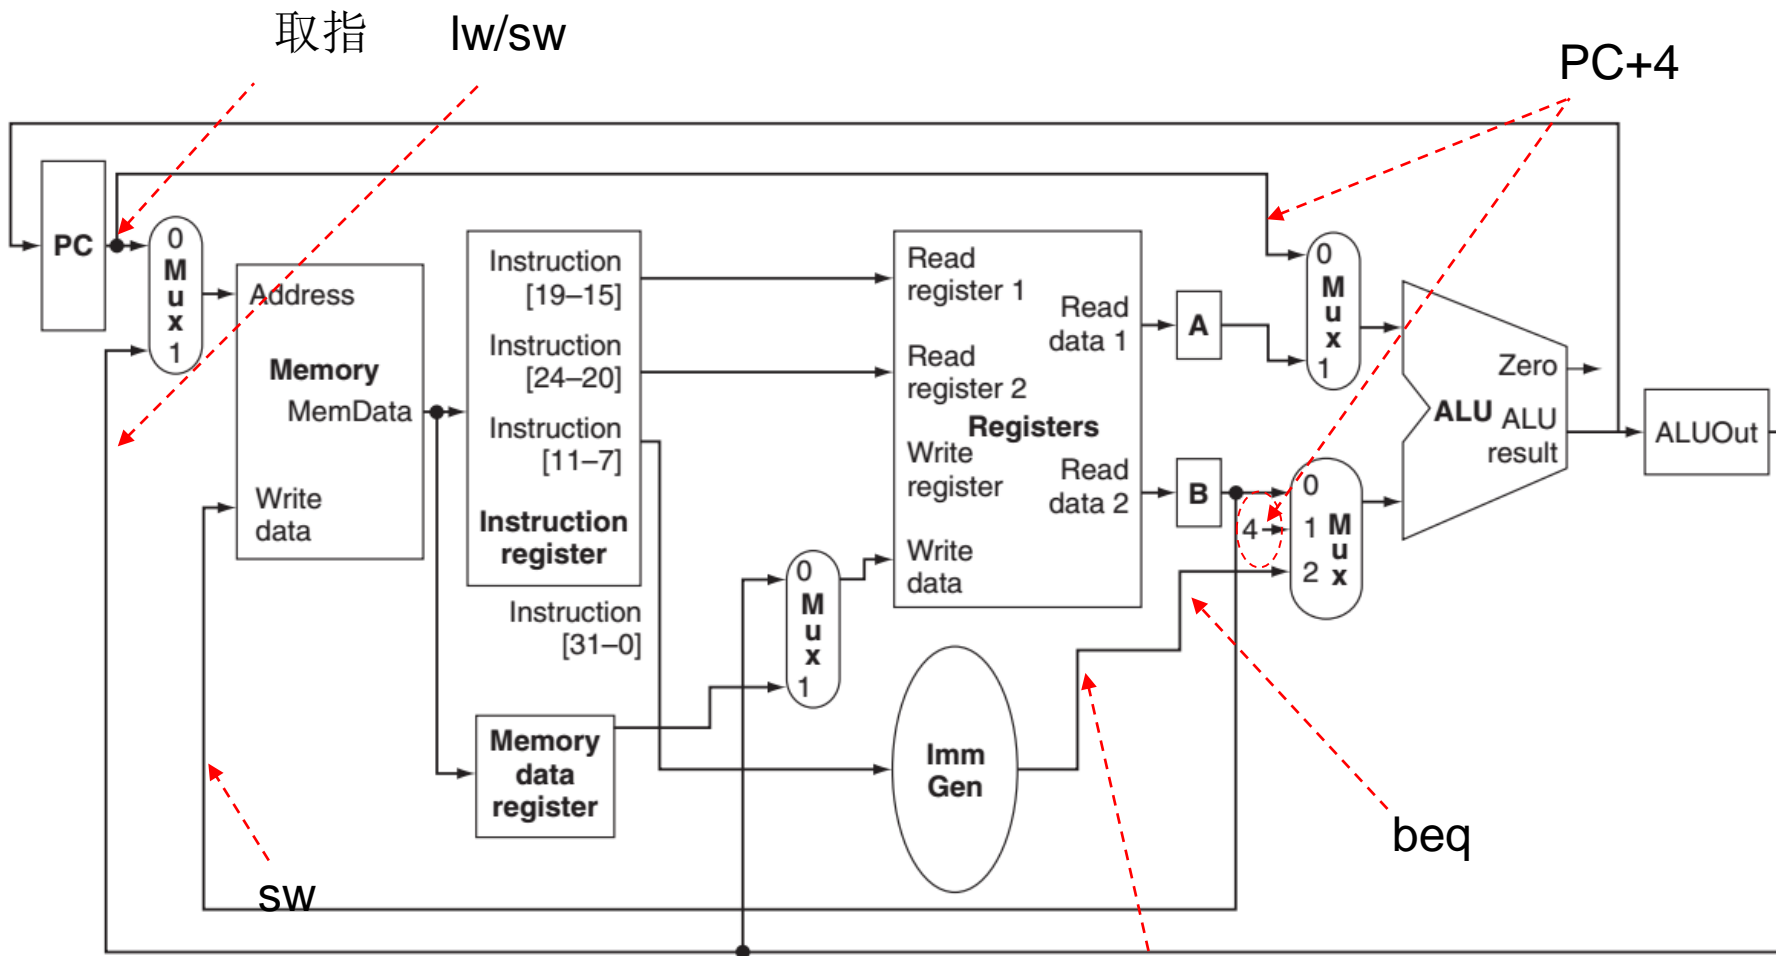 取指
lw/sw
PC+4
PC
0
M
u
x
1
Address
Memory
MemData
Write
data
Instruction
[19–15]
Instruction
[24–20]
Instruction
[11–7]
Instruction
register
Instruction
[31–0]
Memory
data
register
0
M
u
x
1
Read
register 1
Read
register 2
Registers
Write
register
Write
data
Read
data 1
Read
data 2
Imm
Gen
A
B
4
0
M
u
x
1
0
1
2
M
u
x
Zero
ALU
ALU
result
ALUOut
sw
beq